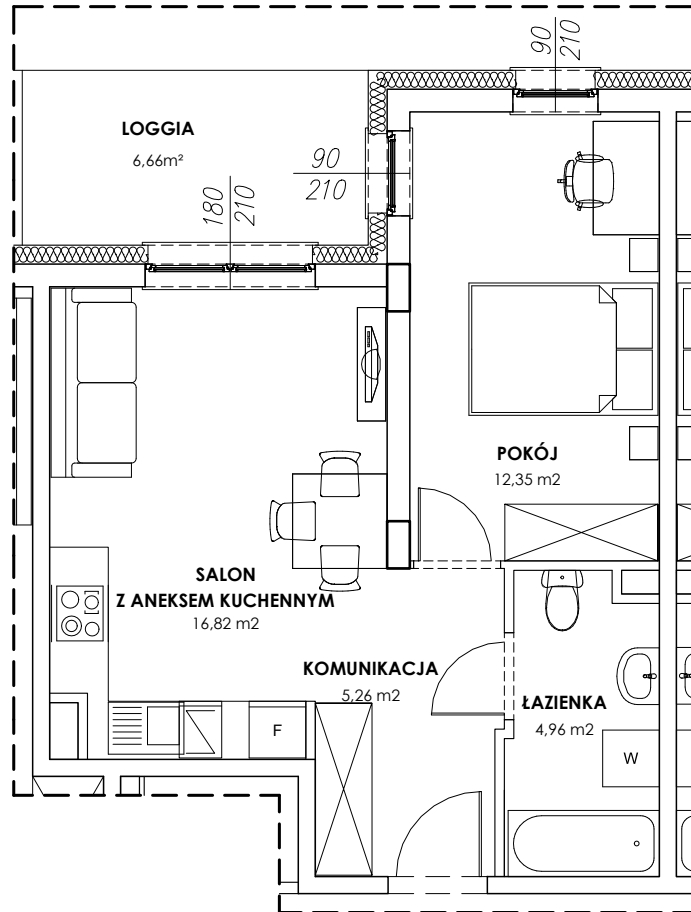 90
210
LOGGIA
6,66m²
90
210
180
210
POKÓJ
12,35 m2
SALON
Z ANEKSEM KUCHENNYM
16,82 m2
KOMUNIKACJA
5,26 m2
ŁAZIENKA
4,96 m2
F
W